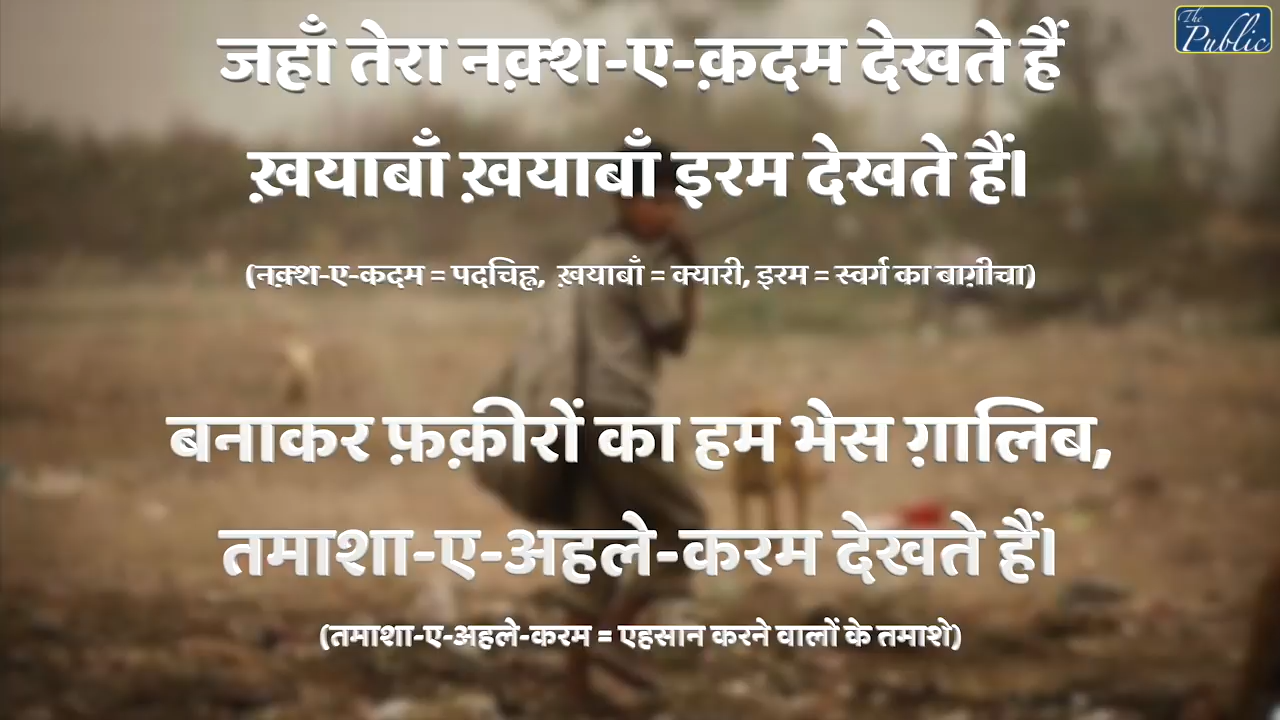 The
Public
जहाँ तेरा नक़्श-ए-क़दम देखते हैं
ख़याबाँ ख़याबाँ इरम देखते हैं।
(नक़्श-ए-कदम = पदचिह्न, ख़याबाँ = क्यारी, इरम = स्वर्ग का बाग़ीचा)
बनाकर फ़क़ीरों का हम भेस ग़ालिब,
तमाशा-ए-अहले-करम देखते हैं।
(तमाशा-ए-अहले-करम = एहसान करने वालों के तमाशे)